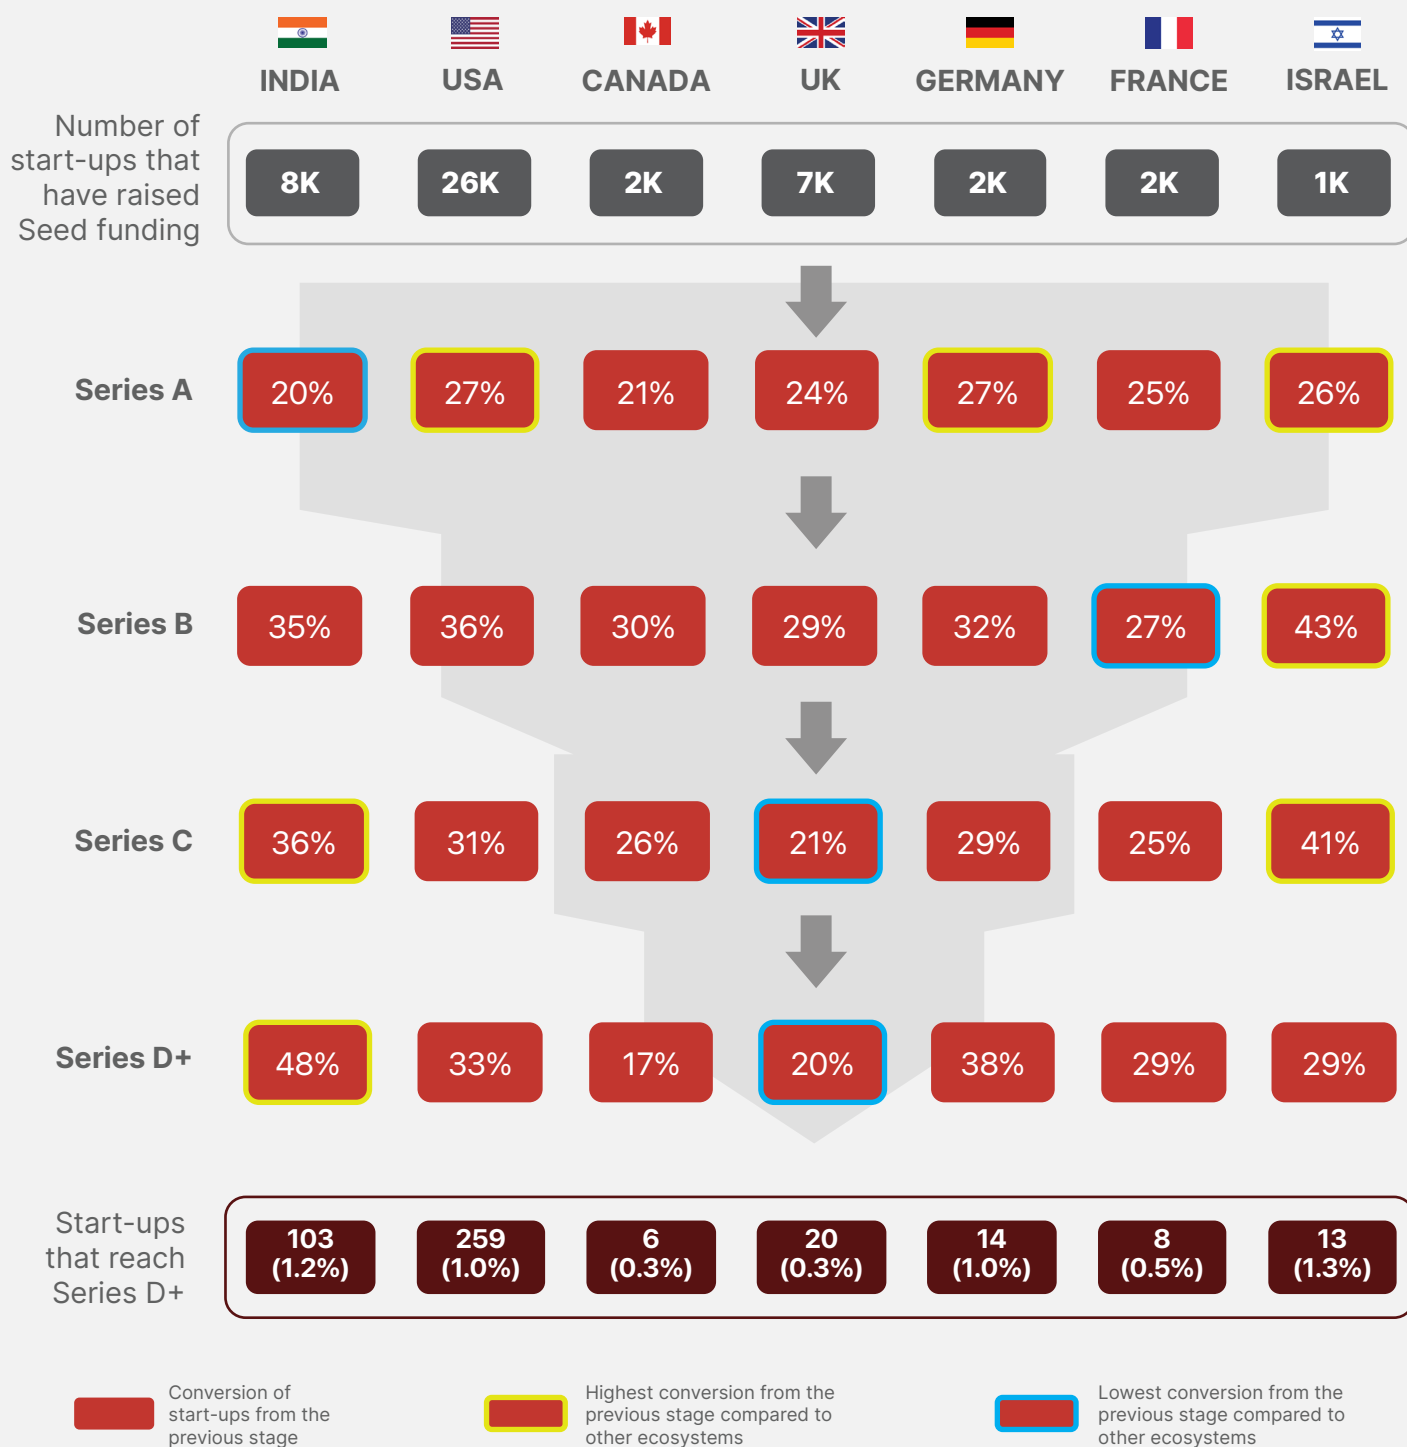 INDIA USA CANADA UK GERMANY FRANCE ISRAEL
Number of
start-ups that
have raised
Seed funding
8K 26K 2K 7K 2K 2K 1K
Series A 20% 27% 21% 24% 27% 25% 26%
Series B 35% 36% 30% 29% 32% 27% 43%
Series C 36% 31% 26% 21% 29% 25% 41%
Series D+ 48% 33% 17% 20% 38% 29% 29%
Start-ups
that reach
Series D+
103 259 6 20 14 8 13
(1.2%) (1.0%) (0.3%) (0.3%) (1.0%) (0.5%) (1.3%)
Conversion of
start-ups from the
previous stage
Highest conversion from the
previous stage compared to
other ecosystems
Lowest conversion from the
previous stage compared to
other ecosystems